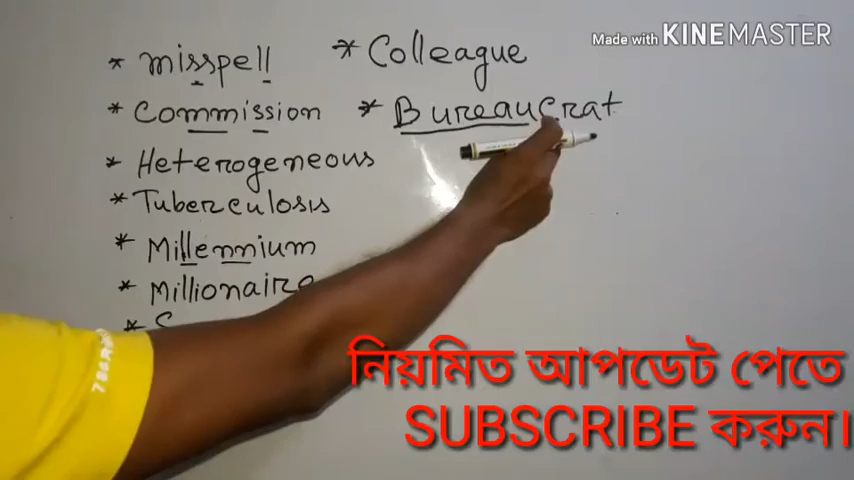 Made with KINEMASTER
* misspell
* Commission
* Heterogeneous
* Tuberculosis
* Millennium
* Millionaire
* Colleague
* Bureaucrat
নিয়মিত আপডেট পেতে
SUBSCRIBE করুন।